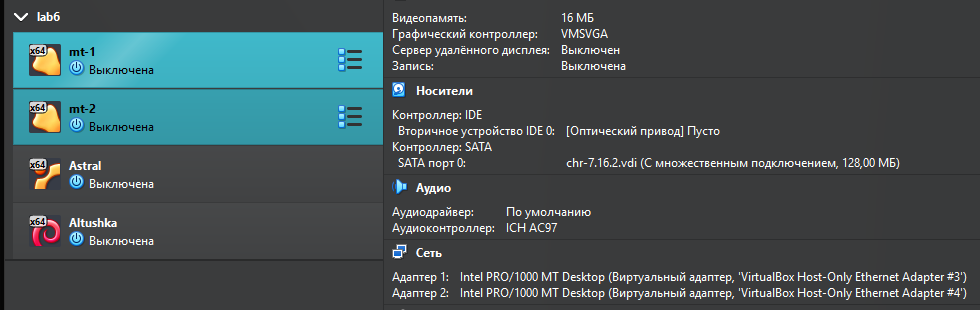 lab6
x64
mt-1
Выключена
x64
mt-2
Выключена
x64
Astral
Выключена
x64
Altushka
Выключена
Видеопамять: 16 МБ
Графический контроллер: VMSVGA
Сервер удалённого дисплея: Выключен
Запись: Выключена
Носители
Контроллер: IDE
Вторичное устройство IDE 0: [Оптический привод] Пусто
Контроллер: SATA
SATA порт 0: chr-7.16.2.vdi (С множественным подключением, 128,00 МБ)
Аудио
Аудиодрайвер: По умолчанию
Аудиоконтроллер: ICH AC97
Сеть
Адаптер 1: Intel PRO/1000 MT Desktop (Виртуальный адаптер, 'VirtualBox Host-Only Ethernet Adapter #3')
Адаптер 2: Intel PRO/1000 MT Desktop (Виртуальный адаптер, 'VirtualBox Host-Only Ethernet Adapter #4')